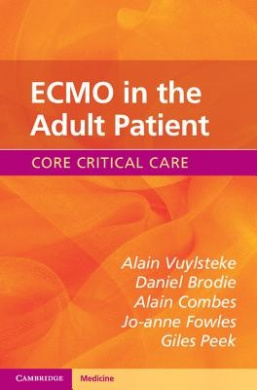 ECMO in the
Adult Patient
CORE CRITICAL CARE
Alain Vuylsteke
Daniel Brodie
Alain Combes
Jo-anne Fowles
Giles Peek
CAMBRIDGE Medicine